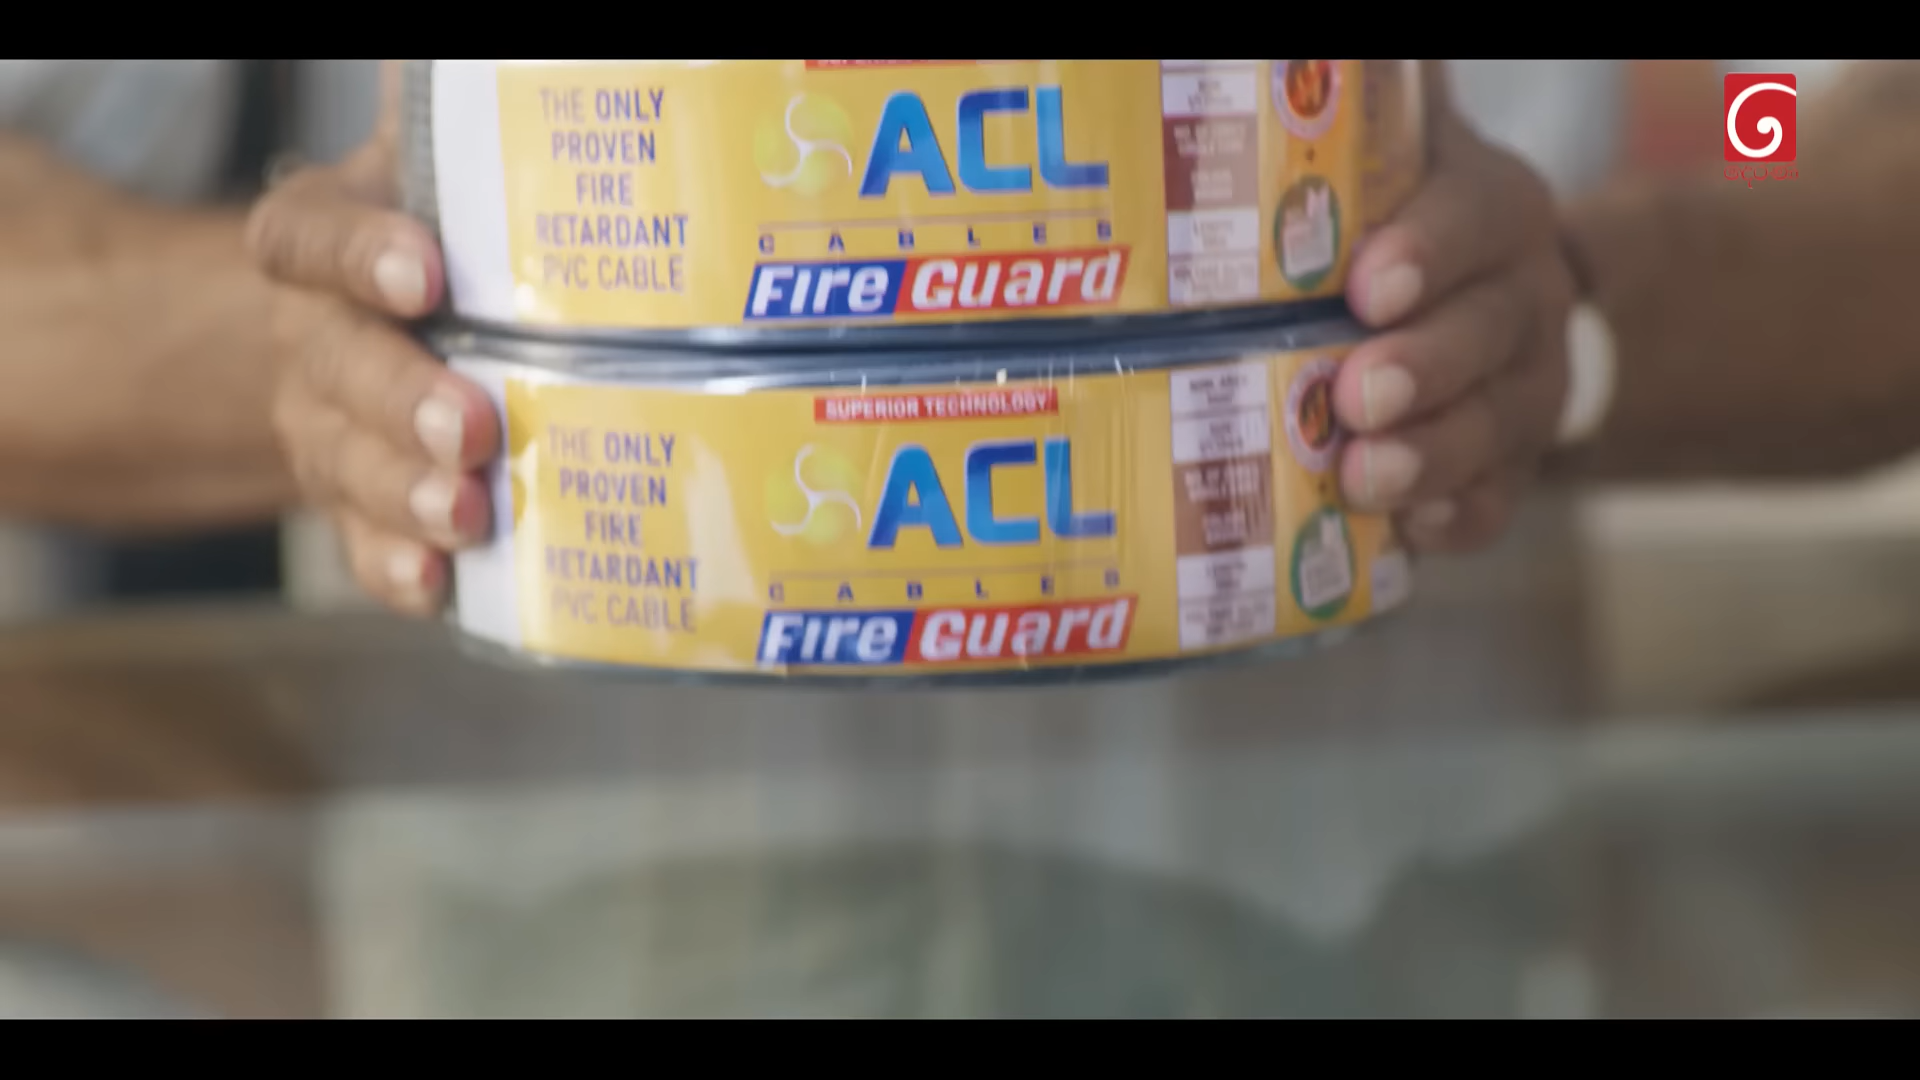 THE ONLY
PROVEN
FIRE
RETARDANT
PVC CABLE
ACL
CABLES
Fire Guard
THE ONLY
PROVEN
FIRE
RETARDANT
PVC CABLE
SUPERIOR TECHNOLOGY
ACL
CABLES
Fire Guard
දෙරණ